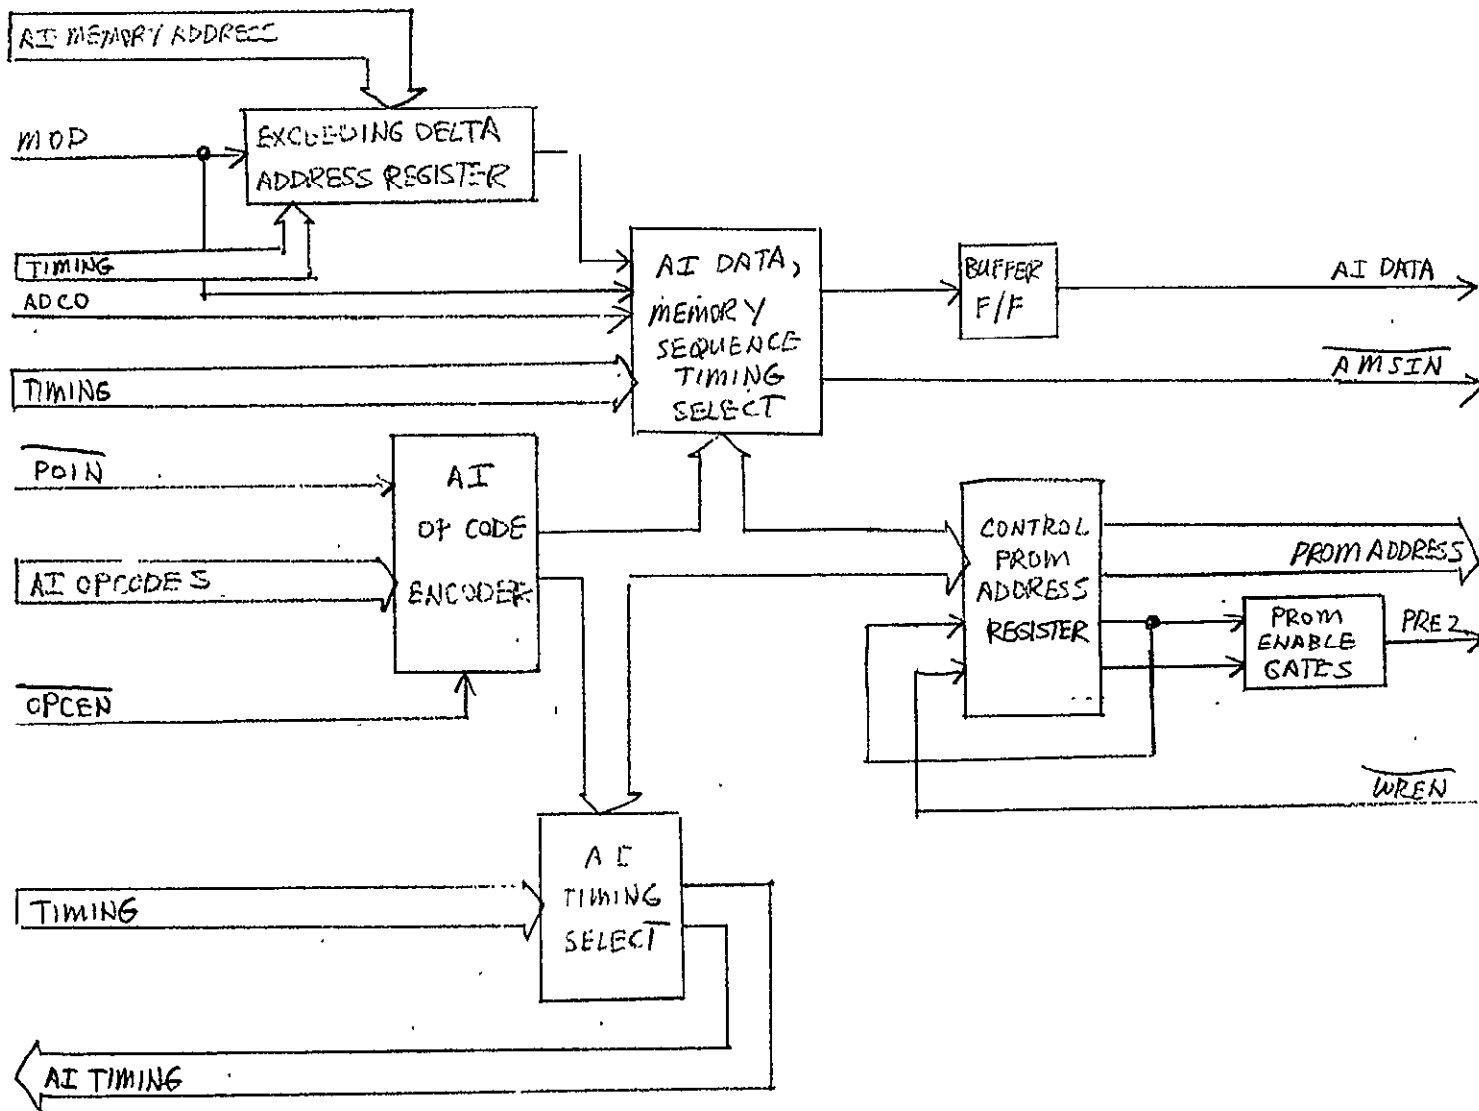 AI MEMORY ADDRESS
MOD
EXCEEDING DELTA
ADDRESS REGISTER
TIMING
ADCO
TIMING
AI DATA,
MEMORY
SEQUENCE
TIMING
SELECT
BUFFER
F/F
AI DATA
AMSIN
POIN
AI OPCODES
OPCEN
AI
OP CODE
ENCODER
CONTROL
PROM
ADDRESS
REGISTER
PROM ADDRESS
PROM
ENABLE
GATES
PRE2
WREN
TIMING
AI
TIMING
SELECT
AI TIMING